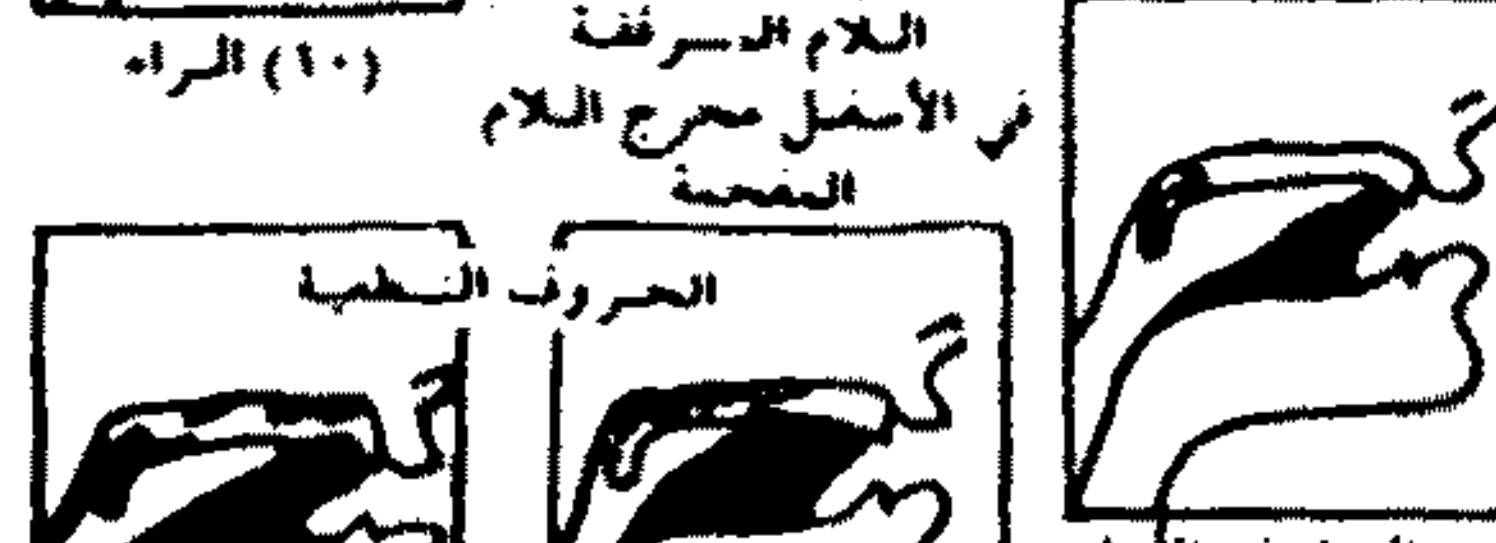 اللام المرققة
في الأسفل مخرج اللام
المفخمة
(١٠) الراء
الحروف النطعية